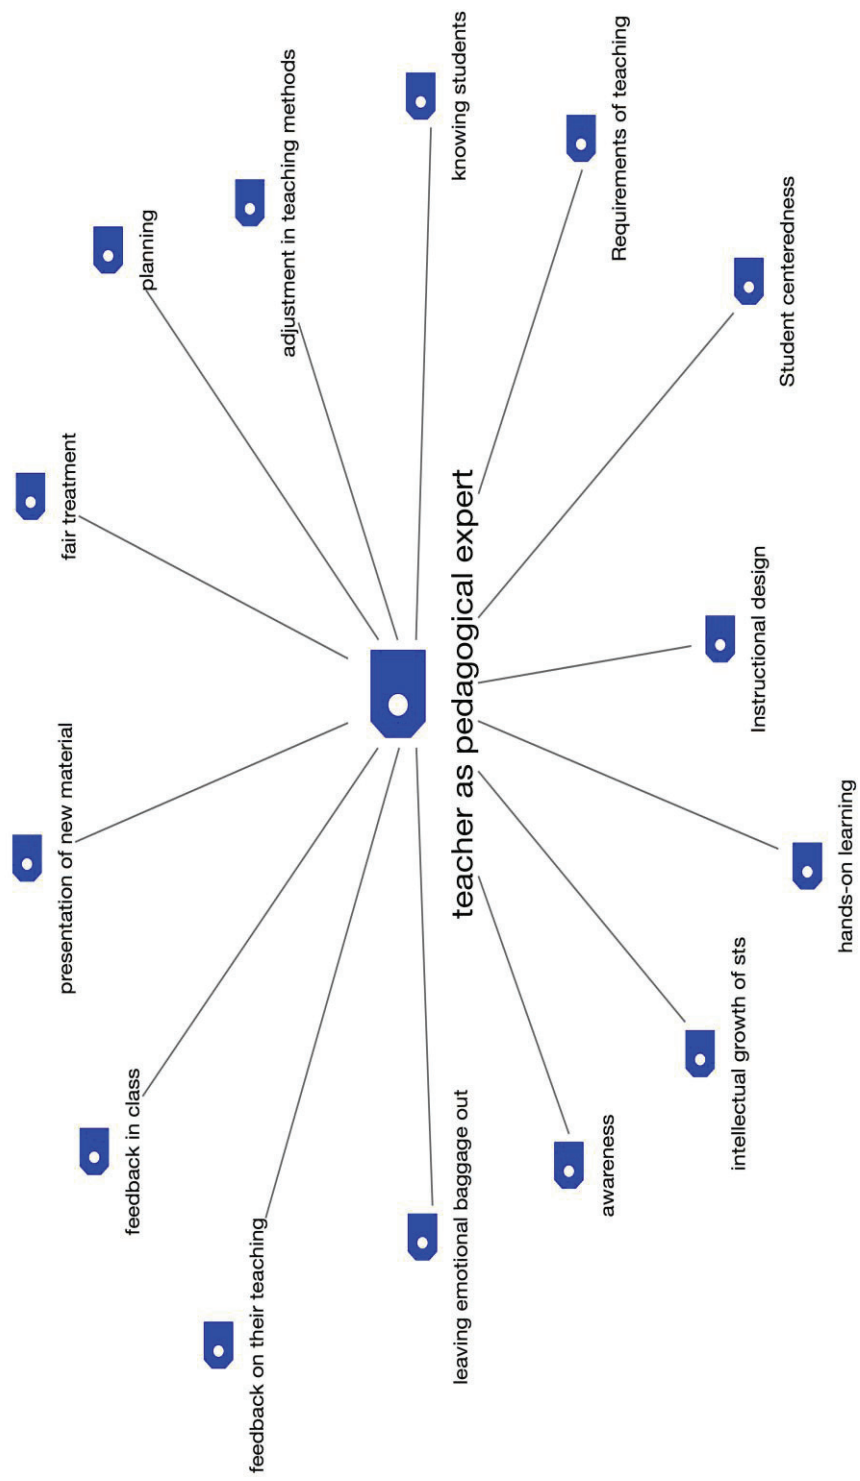 presentation of new material
fair treatment
feedback in class
planning
feedback on their teaching
adjustment in teaching methods
leaving emotional baggage out
knowing students
teacher as pedagogical expert
awareness
Requirements of teaching
intellectual growth of sts
Student centeredness
Instructional design
hands-on learning